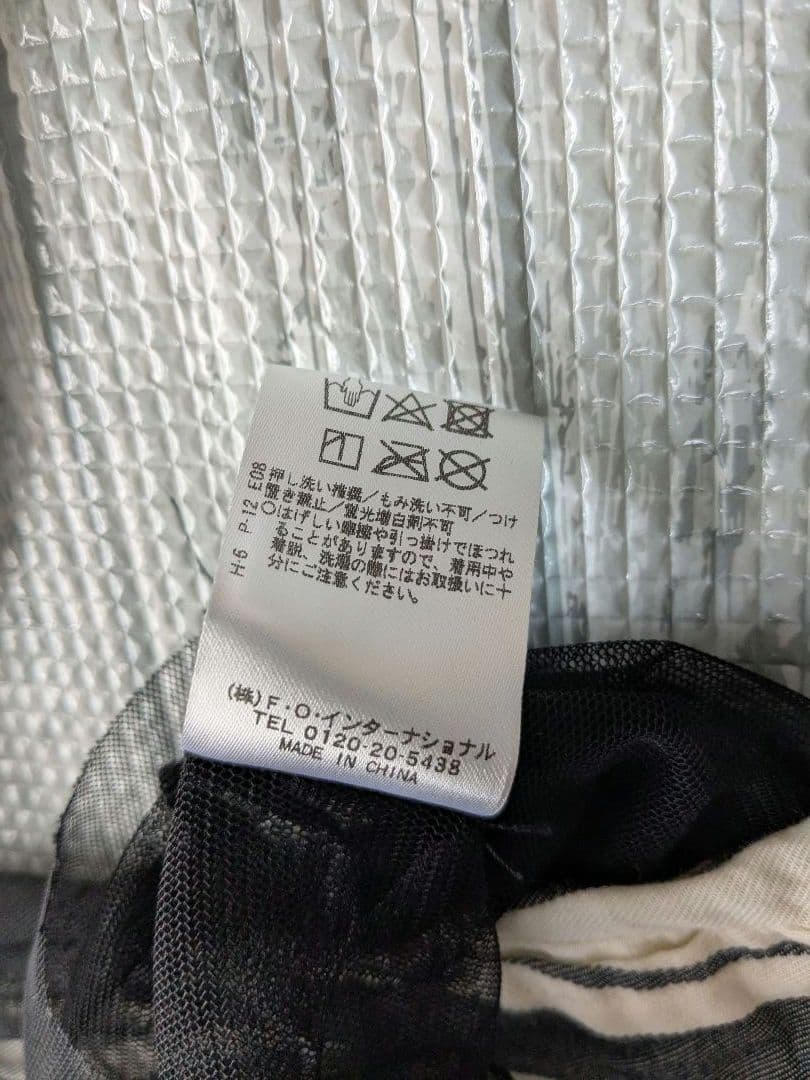 押し洗い推奨/もみ洗い不可/つけ
置き禁止/蛍光増白剤不可
○はげしい摩擦や引っ掛けでほつれ
ることがありますので、着用中や
着脱、洗濯の際にはお取扱いに十
分にご注意ください。
H-6 P-12 E08
(株)F・O・インターナショナル
TEL 0120-20-5438
MADE IN CHINA